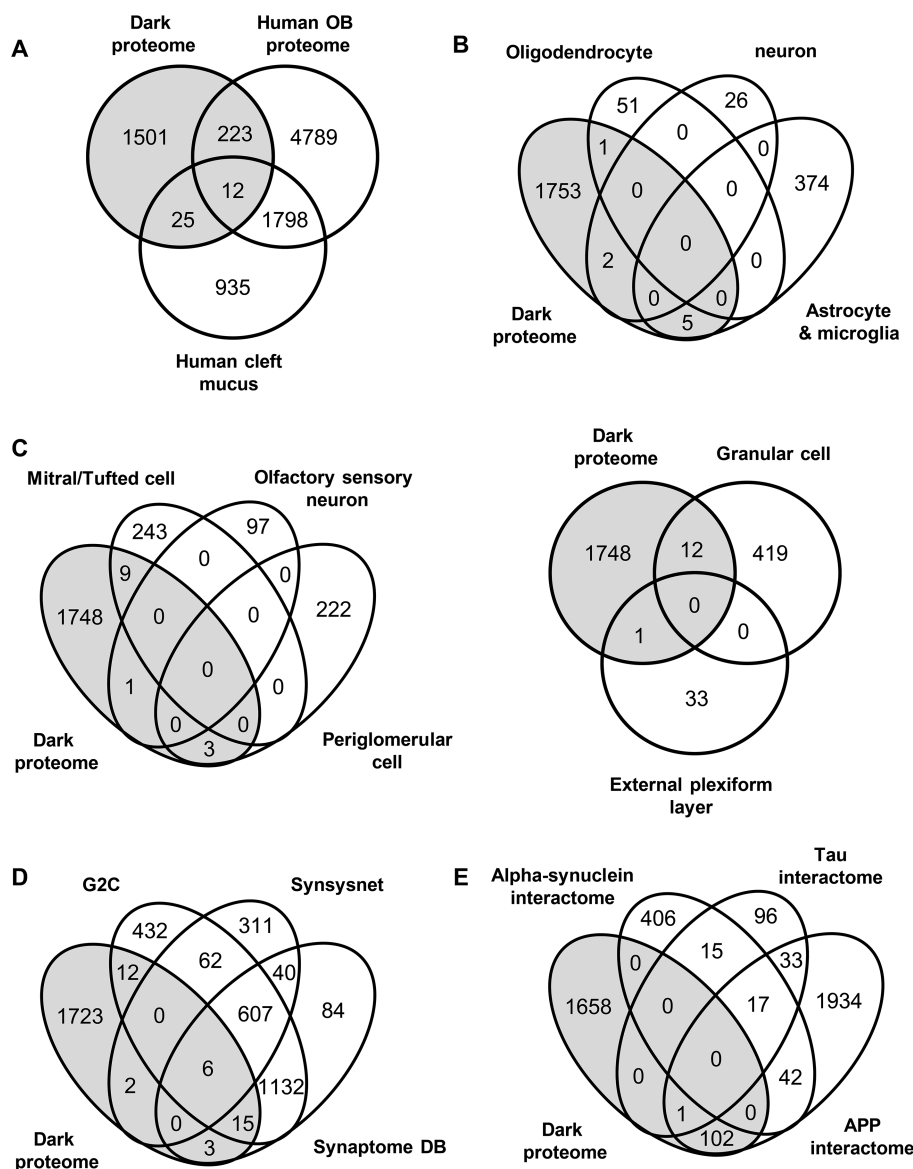 A
Dark
proteome
Human OB
proteome
1501
223
4789
12
25
1798
935
Human cleft
mucus
B
Oligodendrocyte
neuron
51
26
0
1
0
1753
0
0
374
0
2
0
0
0
5
Dark
proteome
Astrocyte
& microglia
C
Mitral/Tufted cell
Olfactory sensory
neuron
243
97
0
9
0
1748
0
0
222
0
1
0
0
0
3
Dark
proteome
Periglomerular
cell
Dark
proteome
Granular cell
1748
12
419
0
1
0
33
External plexiform
layer
D
G2C
Synsysnet
432
311
62
12
40
1723
0
607
84
6
2
1132
0
15
3
Dark
proteome
Synaptome DB
E
Alpha-synuclein
interactome
Tau
interactome
406
96
15
0
33
1658
0
17
1934
0
0
42
1
0
102
Dark
proteome
APP
interactome